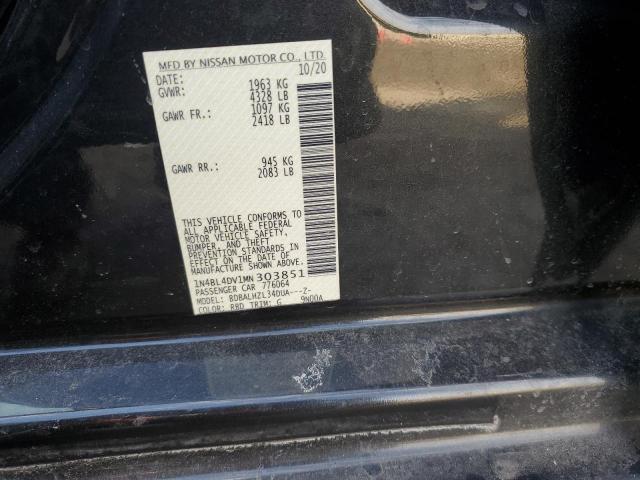 MFD BY NISSAN MOTOR CO., LTD.
DATE: 10/20
GVWR: 1963 KG
4328 LB
GAWR FR.: 1097 KG
2418 LB
GAWR RR.: 945 KG
2083 LB
THIS VEHICLE CONFORMS TO
ALL APPLICABLE FEDERAL
MOTOR VEHICLE SAFETY,
BUMPER, AND THEFT
PREVENTION STANDARDS IN
EFFECT ON THE DATE OF
MANUFACTURE SHOWN ABOVE.
1N4BL4DV1MN303851
PASSENGER CAR 776064
MODEL: BDBALHZL34DUA---Z-
COLOR: RBD TRIM: G 9N00A